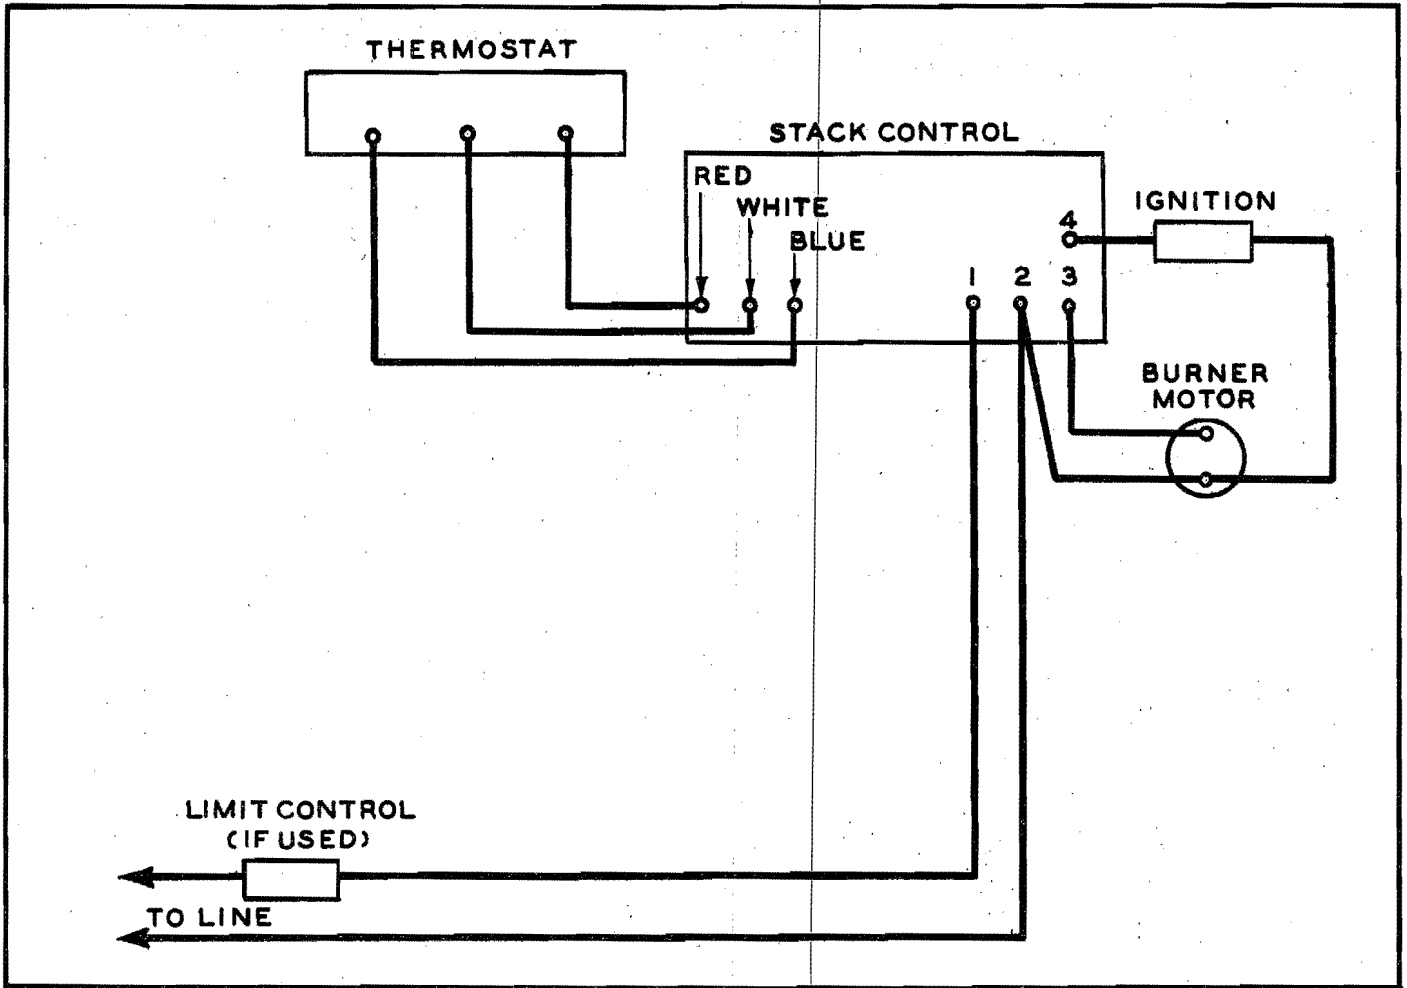 THERMOSTAT
STACK CONTROL
RED
WHITE
BLUE
4
IGNITION
1 2 3
BURNER
MOTOR
LIMIT CONTROL
(IF USED)
TO LINE